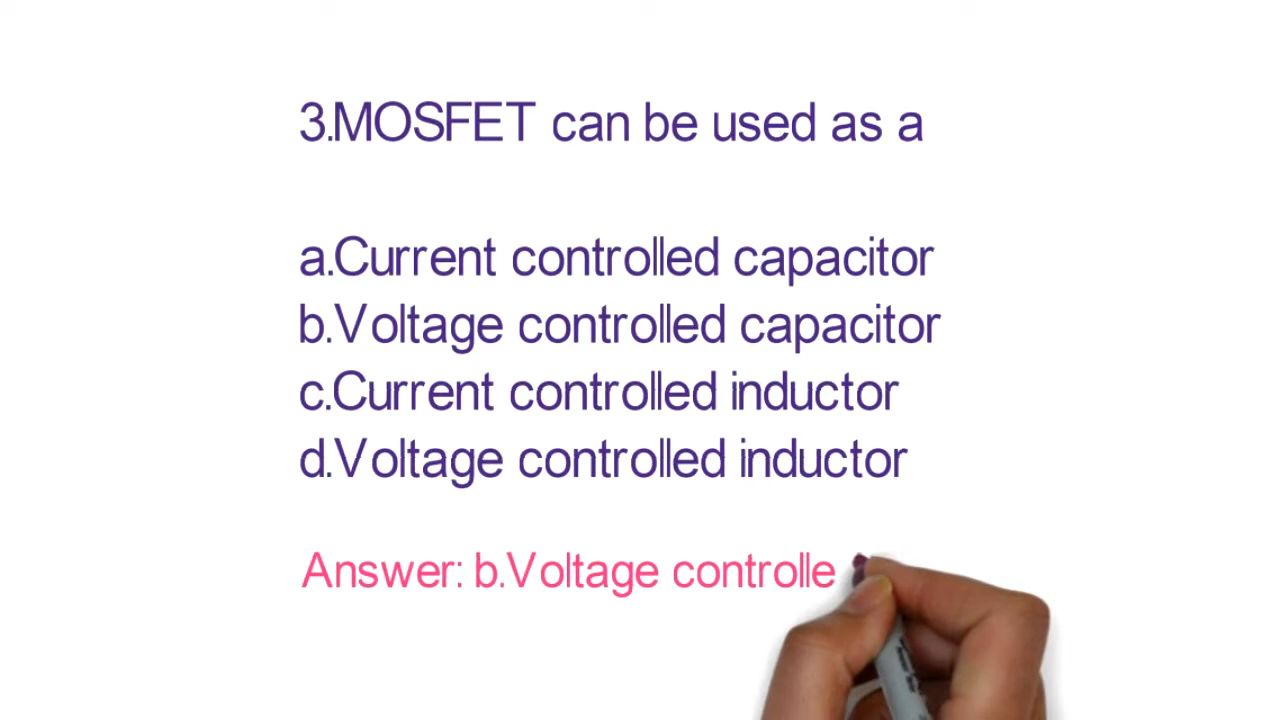 3.MOSFET can be used as a
a.Current controlled capacitor
b.Voltage controlled capacitor
c.Current controlled inductor
d.Voltage controlled inductor
Answer: b.Voltage controlle